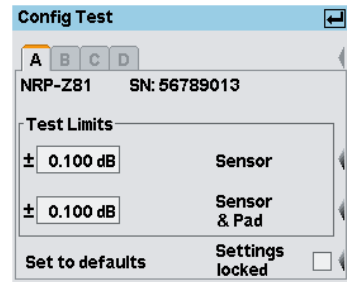 Config Test
A B C D
NRP-Z81 SN: 56789013
Test Limits
± 0.100 dB Sensor
± 0.100 dB Sensor & Pad
Set to defaults Settings locked